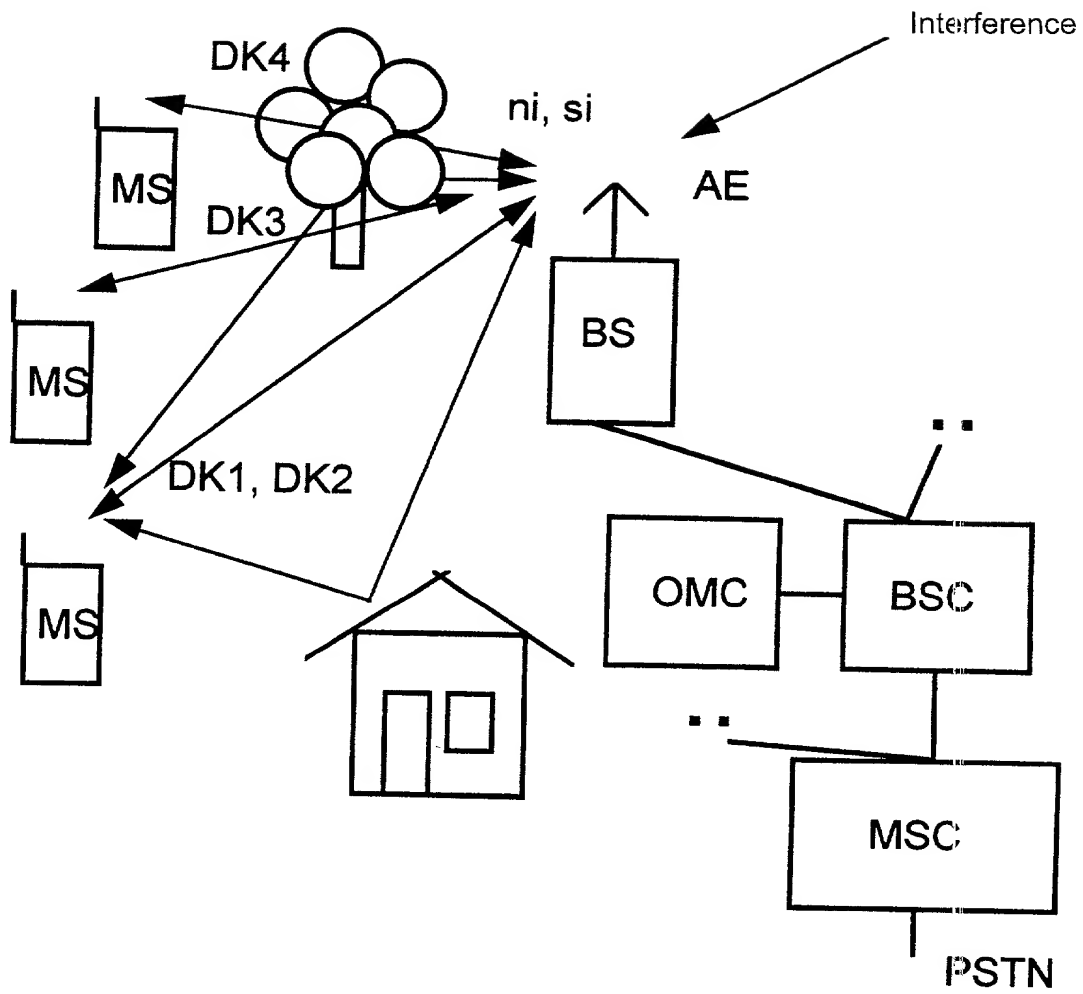 Interference
DK4
ni, si
MS
AE
DK3
BS
MS
DK1, DK2
OMC
BSC
MS
MSC
PSTN